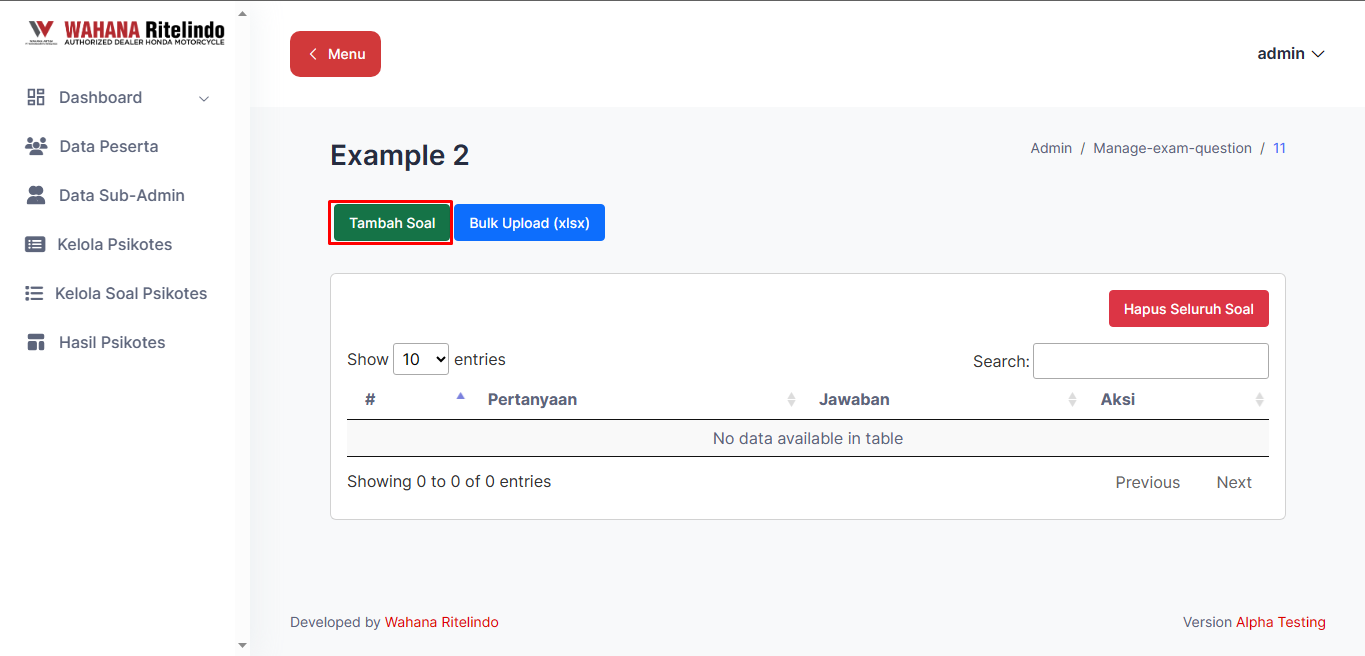 WAHANA Ritelindo
AUTHORIZED DEALER HONDA MOTORCYCLE
Dashboard
Data Peserta
Data Sub-Admin
Kelola Psikotes
Kelola Soal Psikotes
Hasil Psikotes
Menu
admin
Example 2
Admin / Manage-exam-question / 11
Tambah Soal
Bulk Upload (xlsx)
Hapus Seluruh Soal
Show 10 entries
Search:
# Pertanyaan Jawaban Aksi
No data available in table
Showing 0 to 0 of 0 entries
Previous Next
Developed by Wahana Ritelindo
Version Alpha Testing